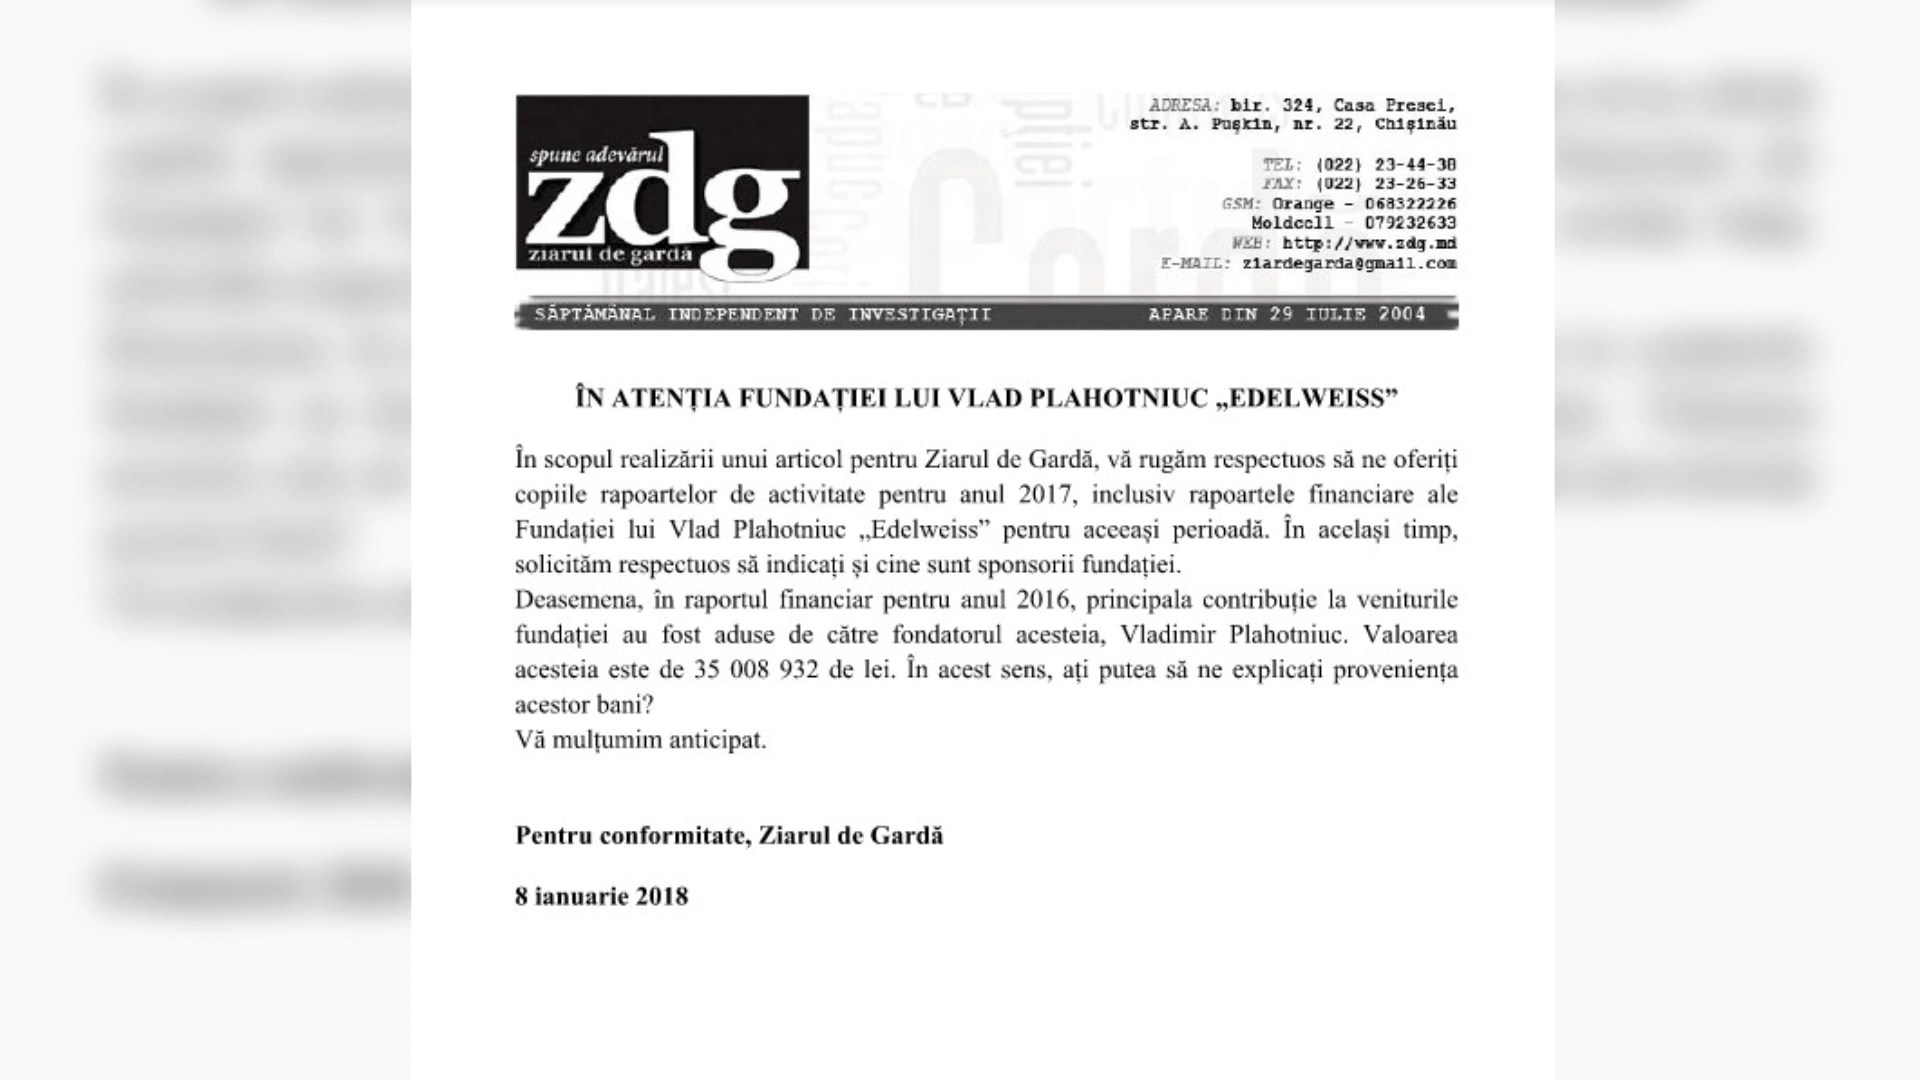 spune adevărul
zdg
ziarul de gardă
ADRESA: bir. 324, Casa Presei,
str. A. Pușkin, nr. 22, Chișinău
TEL: (022) 23-44-38
FAX: (022) 23-26-33
GSM: Orange - 068322226
Moldcell - 079232633
WEB: http://www.zdg.md
E-MAIL: ziardegarda@gmail.com
SĂPTĂMÂNAL INDEPENDENT DE INVESTIGAȚII APARE DIN 29 IULIE 2004
ÎN ATENȚIA FUNDAȚIEI LUI VLAD PLAHOTNIUC „EDELWEISS”
În scopul realizării unui articol pentru Ziarul de Gardă, vă rugăm respectuos să ne oferiți
copiile rapoartelor de activitate pentru anul 2017, inclusiv rapoartele financiare ale
Fundației lui Vlad Plahotniuc „Edelweiss” pentru aceeași perioadă. În același timp,
solicităm respectuos să indicați și cine sunt sponsorii fundației.
Deasemena, în raportul financiar pentru anul 2016, principala contribuție la veniturile
fundației au fost aduse de către fondatorul acesteia, Vladimir Plahotniuc. Valoarea
acesteia este de 35 008 932 de lei. În acest sens, ați putea să ne explicați proveniența
acestor bani?
Vă mulțumim anticipat.
Pentru conformitate, Ziarul de Gardă
8 ianuarie 2018